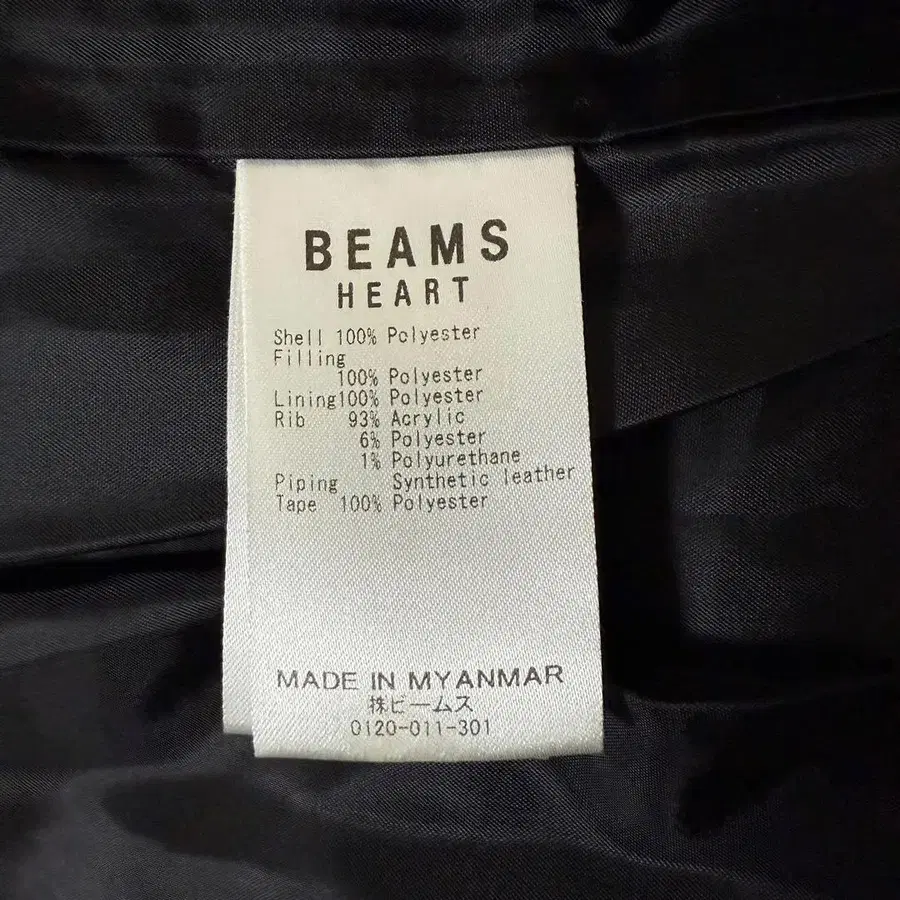 BEAMS
HEART
Shell 100% Polyester
Filling
100% Polyester
Lining100% Polyester
Rib 93% Acrylic
6% Polyester
1% Polyurethane
Piping Synthetic leather
Tape 100% Polyester
MADE IN MYANMAR
株ビームス
0120-011-301